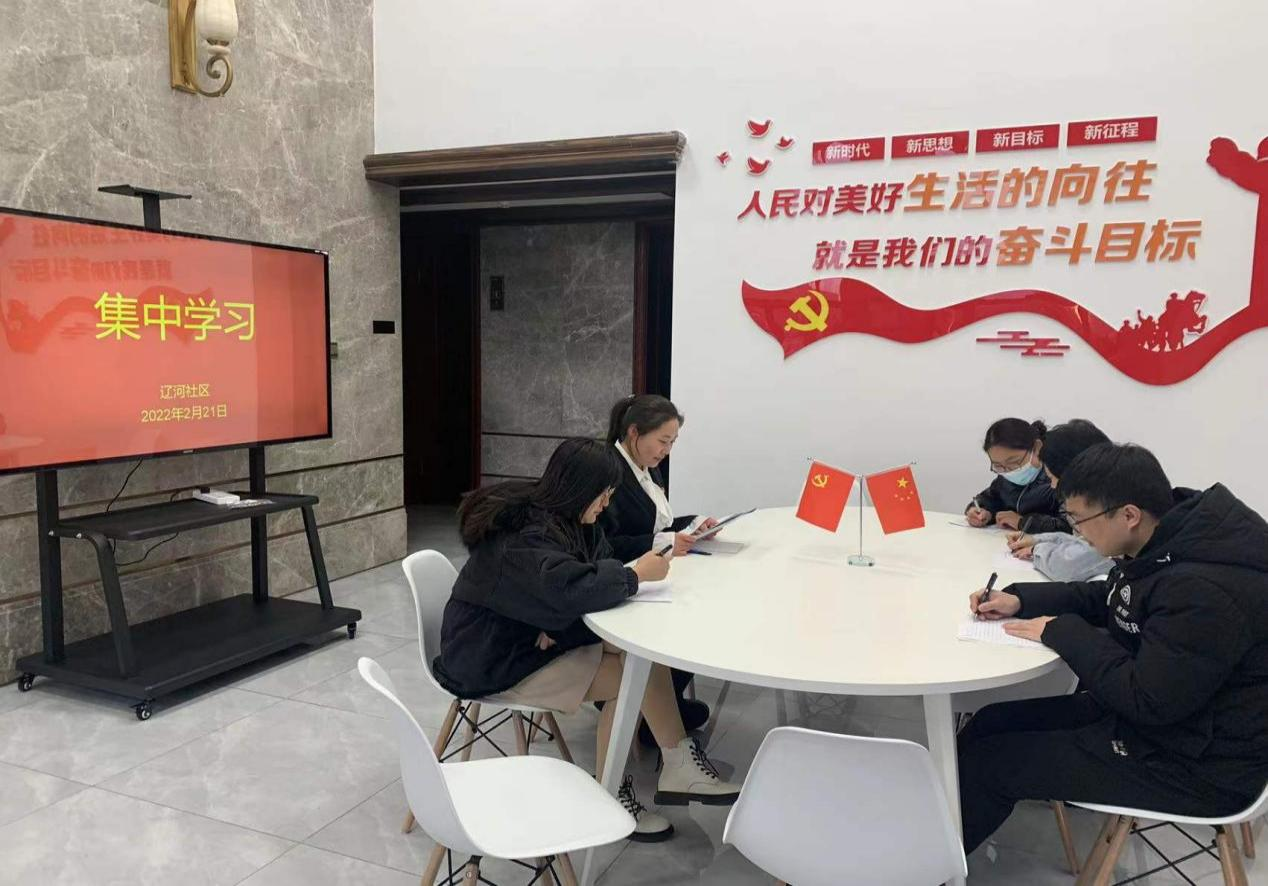 集中学习
辽河社区
2022年2月21日
新时代 新思想 新目标 新征程
人民对美好生活的向往
就是我们的奋斗目标